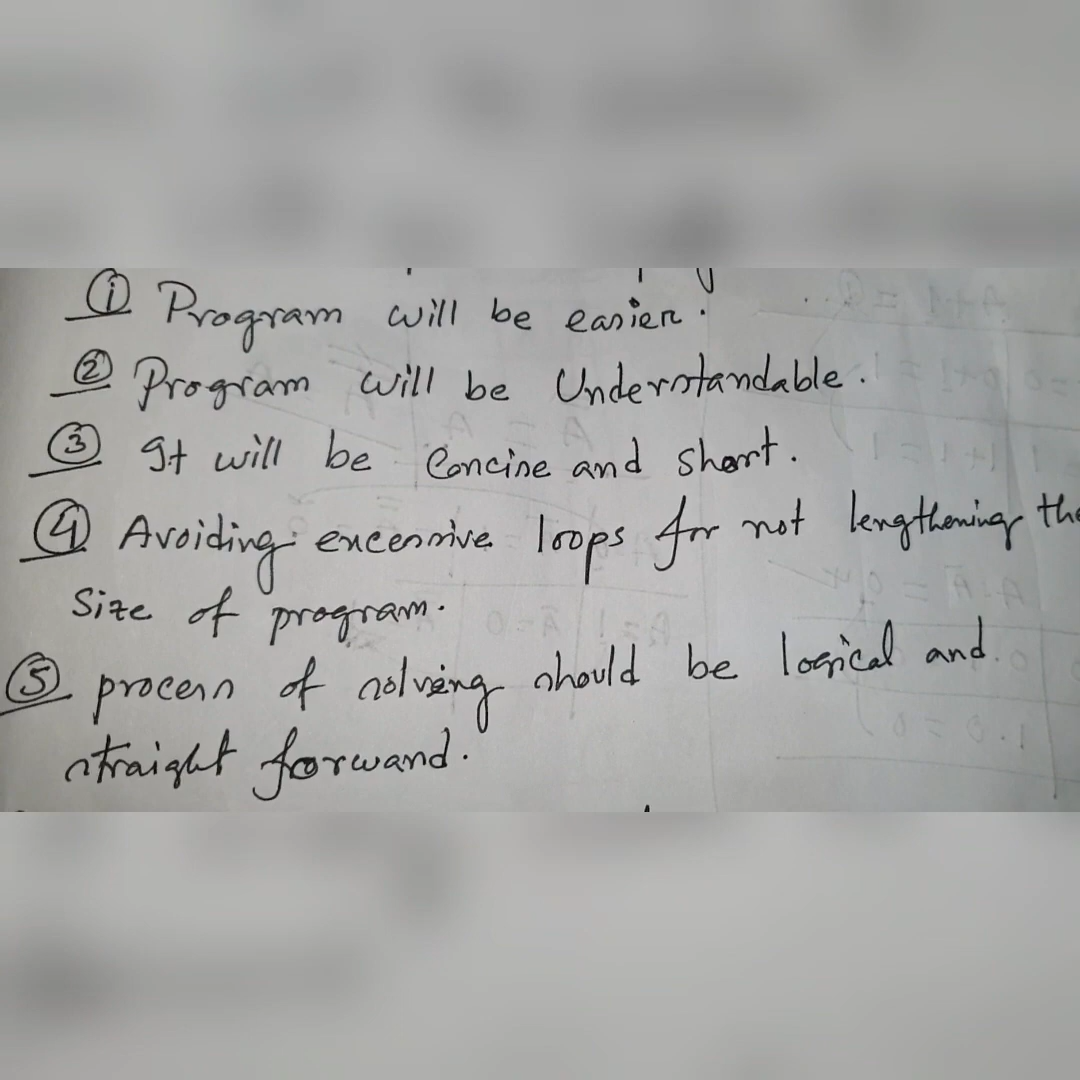 ① Program will be easier.
② Program will be Understandable.
③ It will be Concise and short.
④ Avoiding excessive loops for not lengthening the
size of program.
⑤ process of solving should be logical and
straight forward.